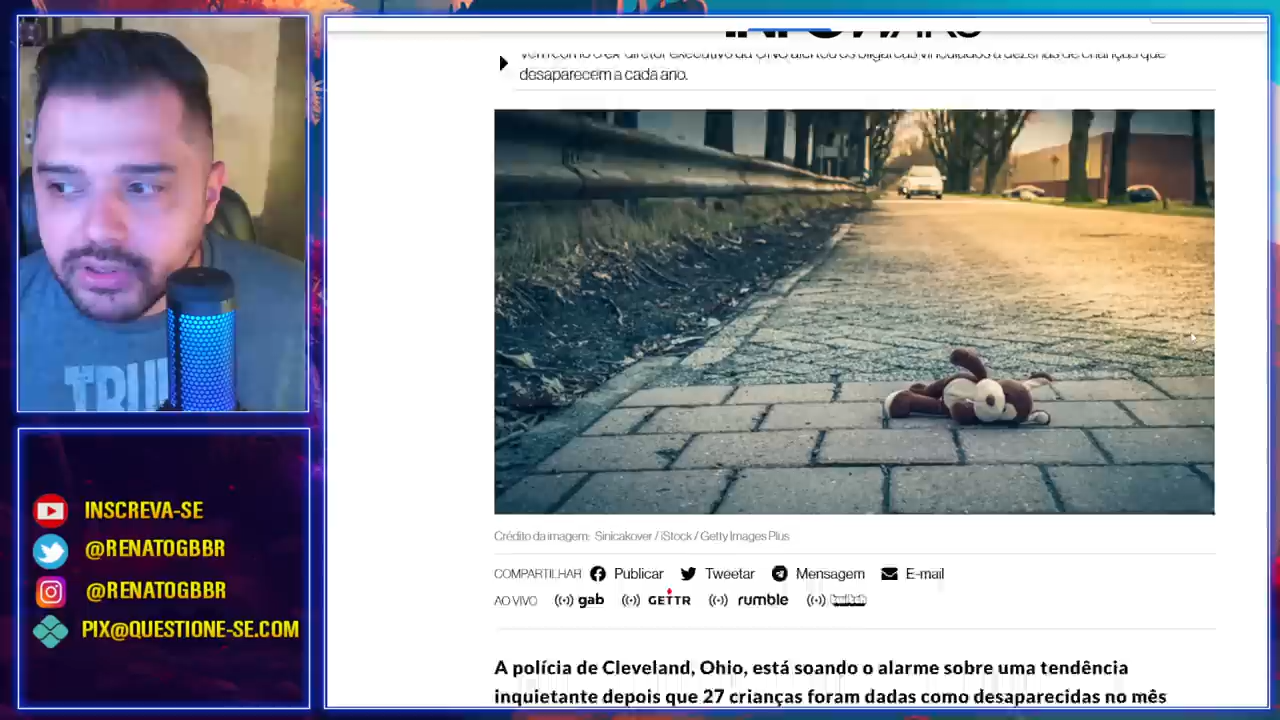 desaparecem a cada ano.
Crédito da imagem: Sinicakover / iStock / Getty Images Plus
COMPARTILHAR Publicar Tweetar Mensagem E-mail
AO VIVO gab GETTR rumble twitch
A polícia de Cleveland, Ohio, está soando o alarme sobre uma tendência
inquietante depois que 27 crianças foram dadas como desaparecidas no mês
INSCREVA-SE
@RENATOGBBR
@RENATOGBBR
PIX@QUESTIONE-SE.COM